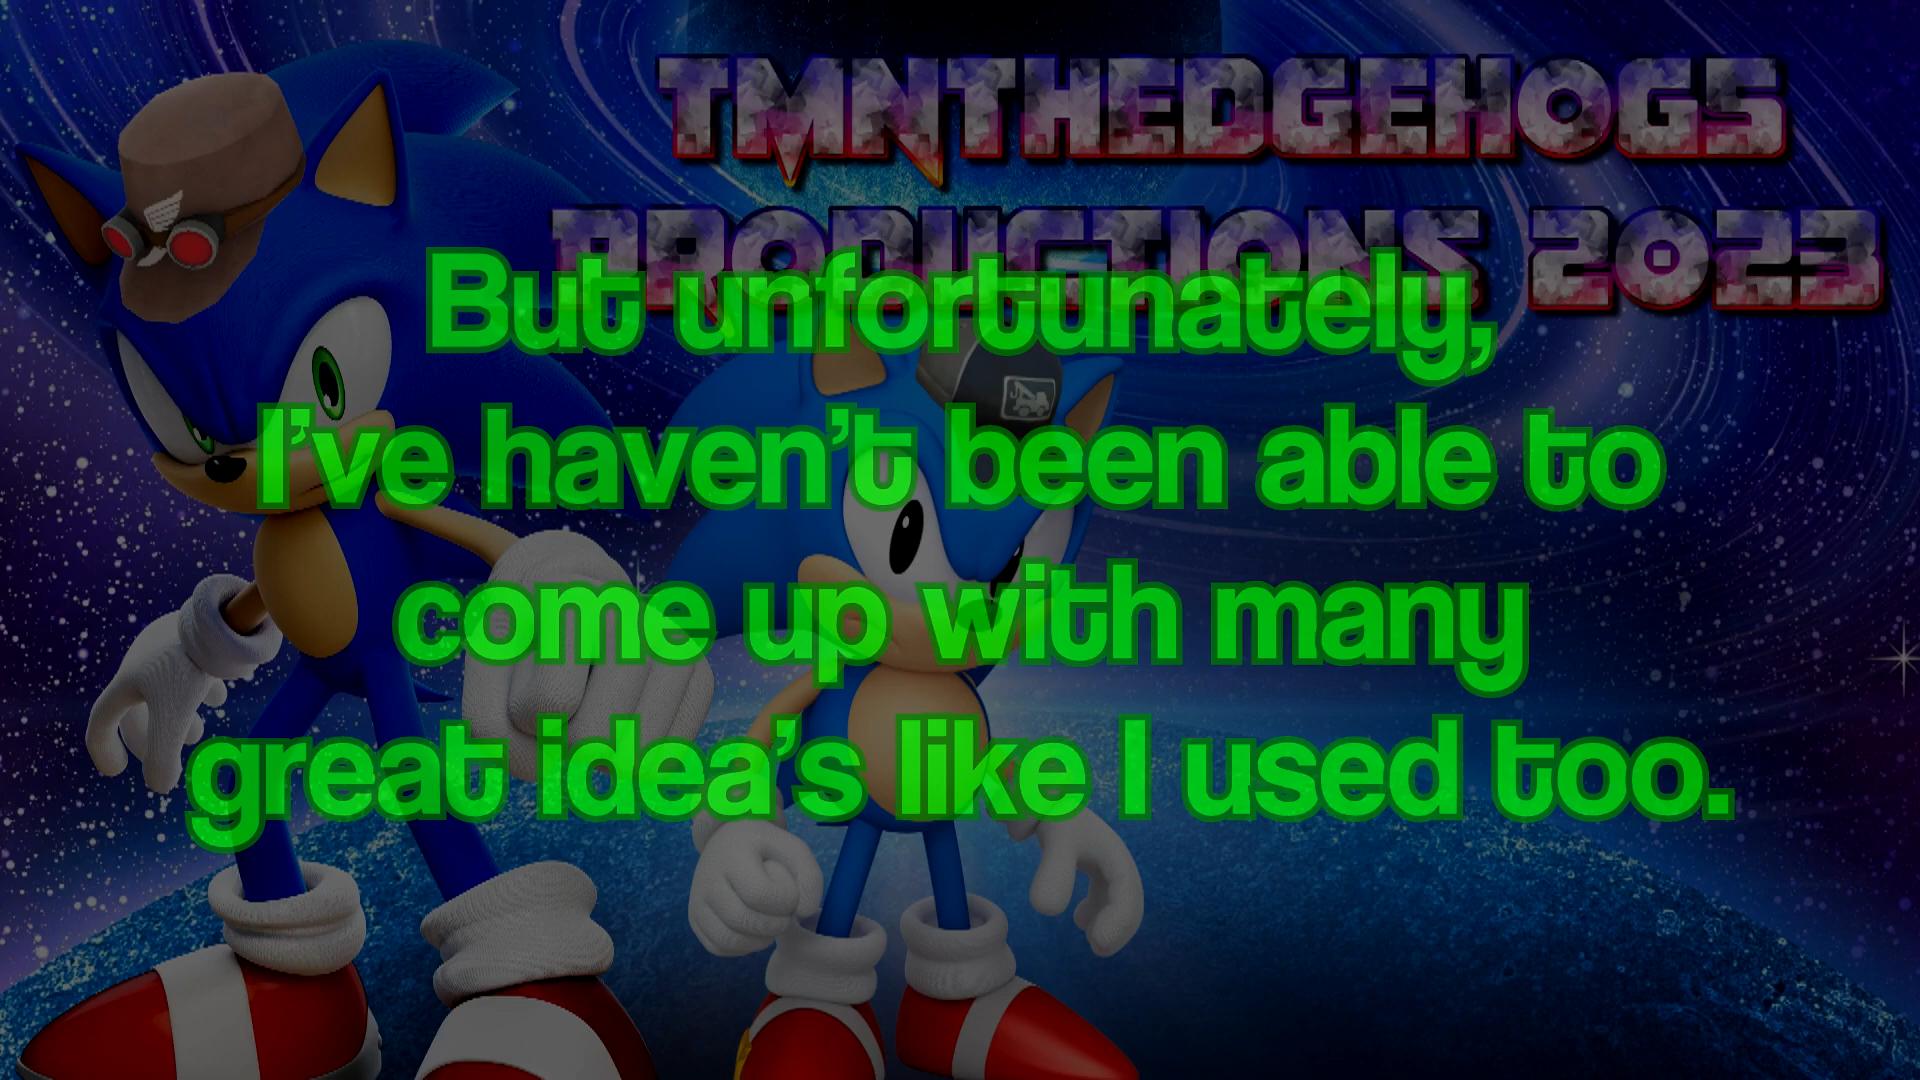 TMNTHEDGEHOGS
PRODUCTIONS 2023
But unfortunately,
I've haven't been able to
come up with many
great idea's like I used too.